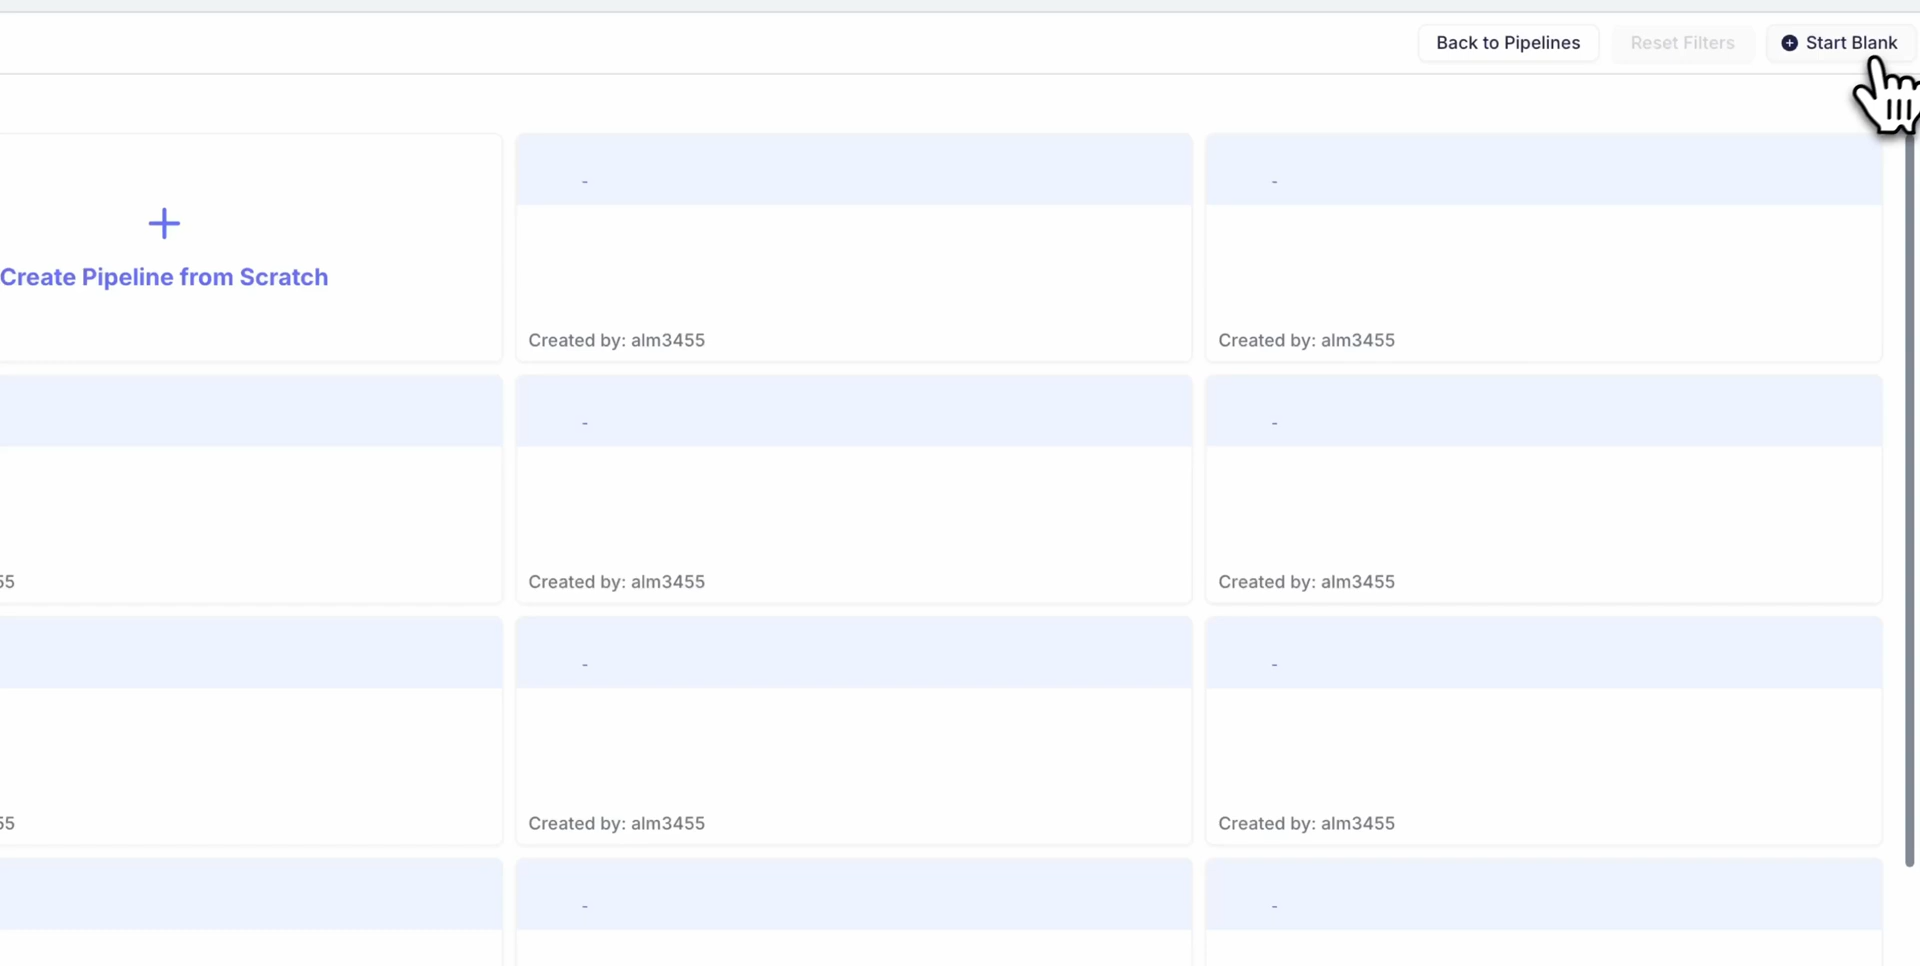 Back to Pipelines
Reset Filters
Start Blank
Create Pipeline from Scratch
-
-
Created by: alm3455
Created by: alm3455
-
-
55
Created by: alm3455
Created by: alm3455
-
-
55
Created by: alm3455
Created by: alm3455
-
-